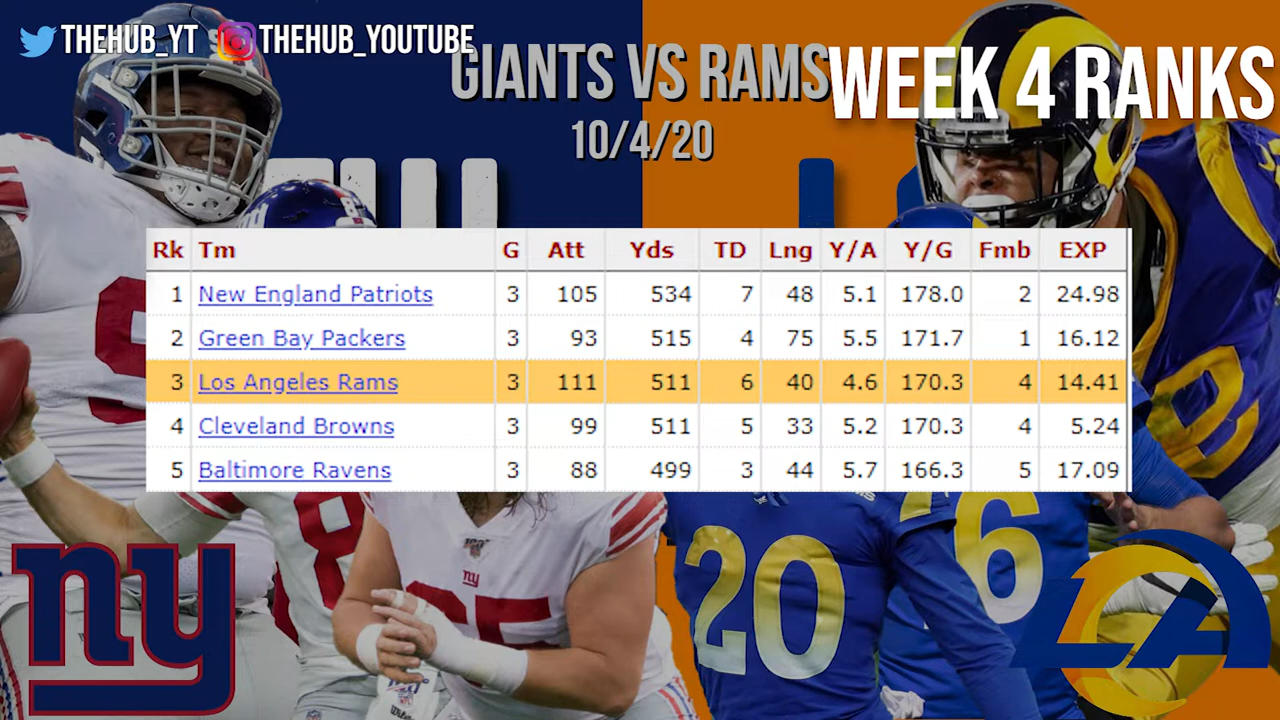 THEHUB_YT THEHUB_YOUTUBE
GIANTS VS RAMS WEEK 4 RANKS
10/4/20
Rk Tm G Att Yds TD Lng Y/A Y/G Fmb EXP
1 New England Patriots 3 105 534 7 48 5.1 178.0 2 24.98
2 Green Bay Packers 3 93 515 4 75 5.5 171.7 1 16.12
3 Los Angeles Rams 3 111 511 6 40 4.6 170.3 4 14.41
4 Cleveland Browns 3 99 511 5 33 5.2 170.3 4 5.24
5 Baltimore Ravens 3 88 499 3 44 5.7 166.3 5 17.09
ny
20
6
ny
LA